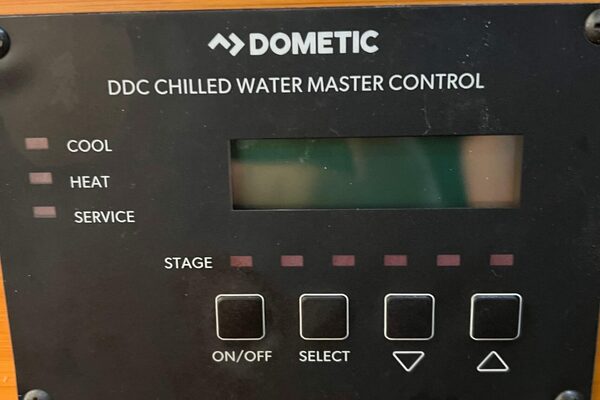 DOMETIC
DDC CHILLED WATER MASTER CONTROL
COOL
HEAT
SERVICE
STAGE
ON/OFF SELECT